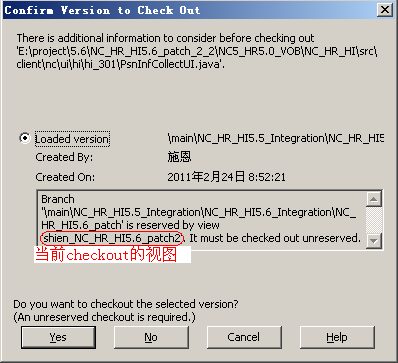 Confirm Version to Check Out
There is additional information to consider before checking out
'E:\project\5.6\NC_HR_HI5.6_patch_2_2\NC5_HR5.0_VOB\NC_HR_HI\src\
client\nc\ui\hi\hi_301\PsnInfCollectUI.java'.
Loaded version
\main\NC_HR_HI5.5_Integration\NC_HR_HI5
Created By:
施恩
Created On:
2011年2月24日 8:52:21
Branch
'\main\NC_HR_HI5.5_Integration\NC_HR_HI5.6_Integration\NC_
_HR_HI5.6_patch' is reserved by view
'shien_NC_HR_HI5.6_patch2'. It must be checked out unreserved.
当前checkout的视图
Do you want to checkout the selected version?
(An unreserved checkout is required.)
Yes
No
Cancel
Help